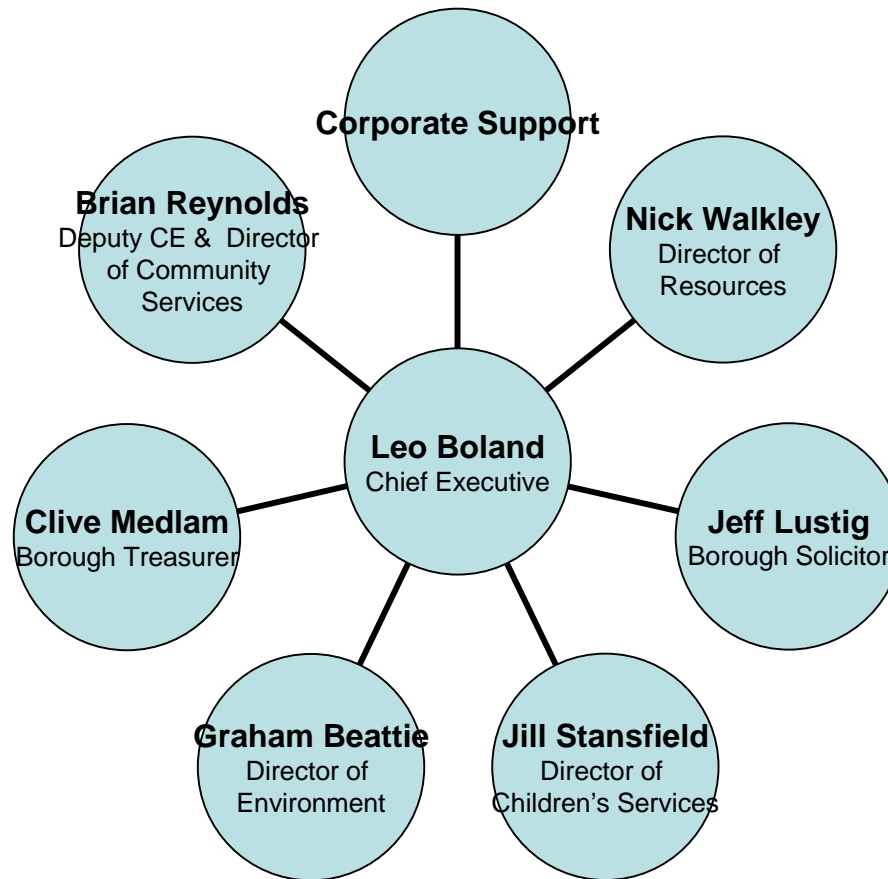 Corporate Support
Brian Reynolds
Deputy CE & Director
of Community
Services
Nick Walkley
Director of
Resources
Leo Boland
Chief Executive
Clive Medlam
Borough Treasurer
Jeff Lustig
Borough Solicitor
Graham Beattie
Director of
Environment
Jill Stansfield
Director of
Children’s Services